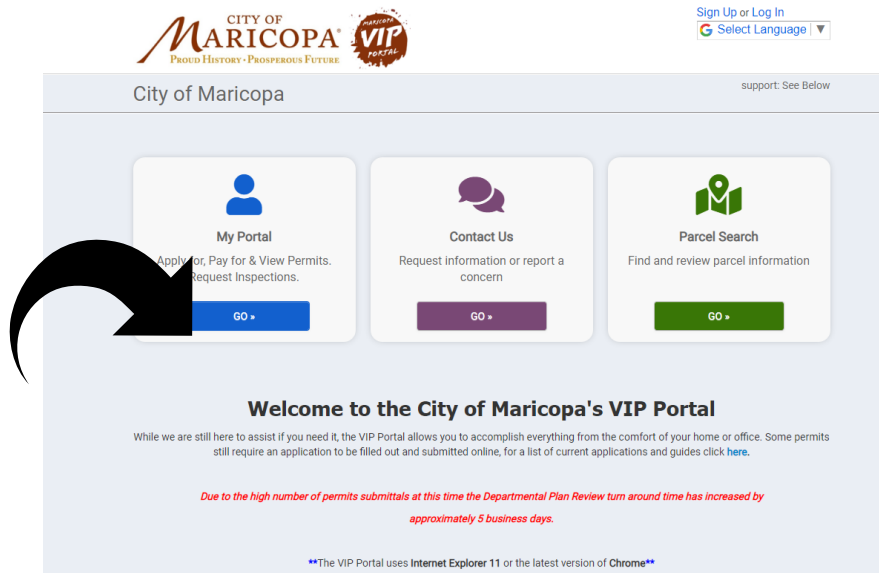 CITY OF
MARICOPA
PROUD HISTORY • PROSPEROUS FUTURE
MARICOPA
VIP
PORTAL
Sign Up or Log In
Select Language ▼
City of Maricopa
support: See Below
My Portal
Apply for, Pay for & View Permits.
Request Inspections.
GO »
Contact Us
Request information or report a
concern
GO »
Parcel Search
Find and review parcel information
GO »
Welcome to the City of Maricopa's VIP Portal
While we are still here to assist if you need it, the VIP Portal allows you to accomplish everything from the comfort of your home or office. Some permits
still require an application to be filled out and submitted online, for a list of current applications and guides click here.
Due to the high number of permits submittals at this time the Departmental Plan Review turn around time has increased by
approximately 5 business days.
**The VIP Portal uses Internet Explorer 11 or the latest version of Chrome**